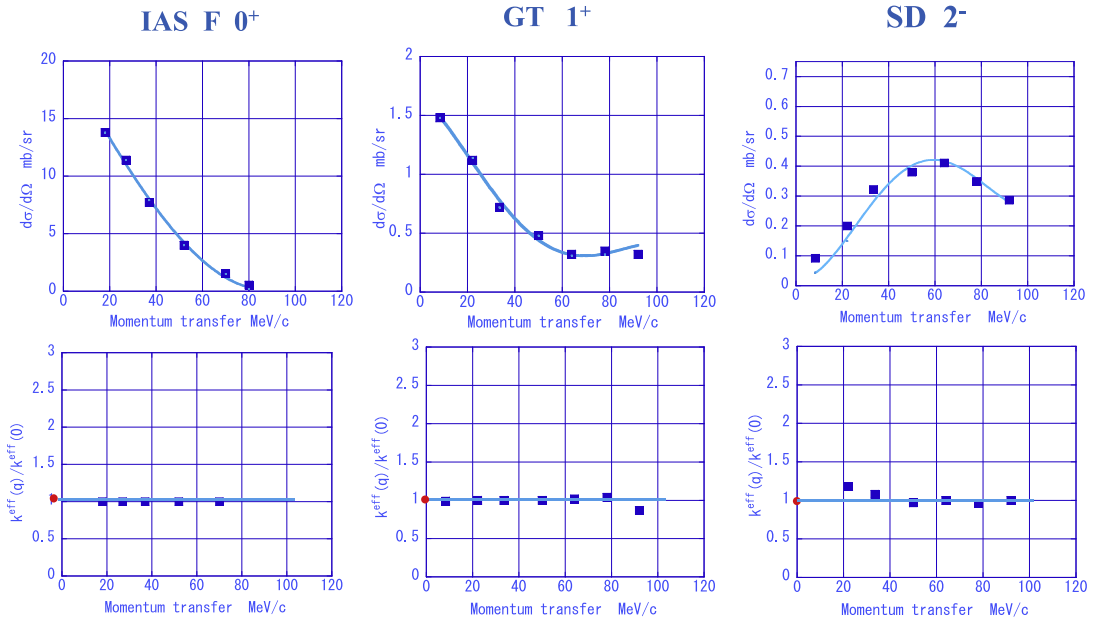 IAS F 0⁺
GT 1⁺
SD 2⁻
dσ/dΩ mb/sr
20
15
10
5
0
0 20 40 60 80 100 120
Momentum transfer MeV/c
dσ/dΩ mb/sr
2
1.5
1
0.5
0
0 20 40 60 80 100 120
Momentum transfer MeV/c
dσ/dΩ mb/sr
0.7
0.6
0.5
0.4
0.3
0.2
0.1
0
0 20 40 60 80 100 120
Momentum transfer MeV/c
k^eff(q)/k^eff(0)
3
2.5
2
1.5
1
0.5
0
0 20 40 60 80 100 120
Momentum transfer MeV/c
k^eff(q)/k^eff(0)
3
2.5
2
1.5
1
0.5
0
0 20 40 60 80 100 120
Momentum transfer MeV/c
k^eff(q)/k^eff(0)
3
2.5
2
1.5
1
0.5
0
0 20 40 60 80 100 120
Momentum transfer MeV/c